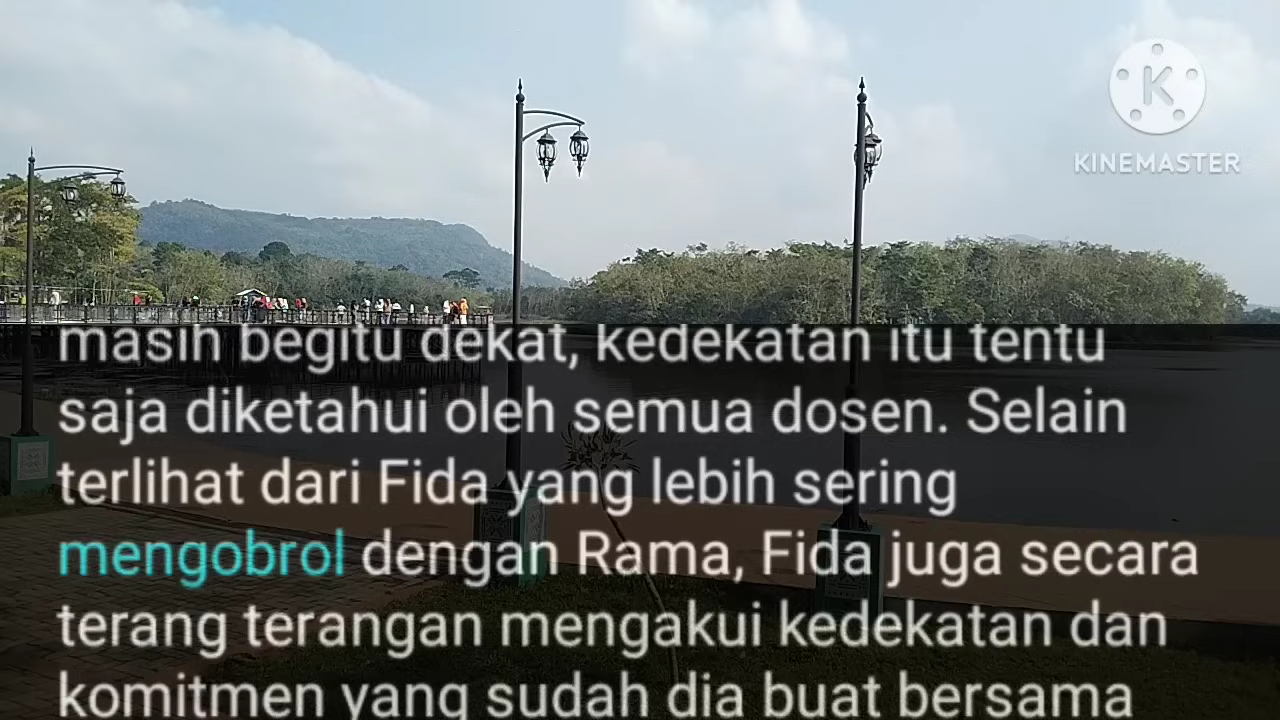 KINEMASTER
masih begitu dekat, kedekatan itu tentu
saja diketahui oleh semua dosen. Selain
terlihat dari Fida yang lebih sering
mengobrol dengan Rama, Fida juga secara
terang terangan mengakui kedekatan dan
komitmen yang sudah dia buat bersama